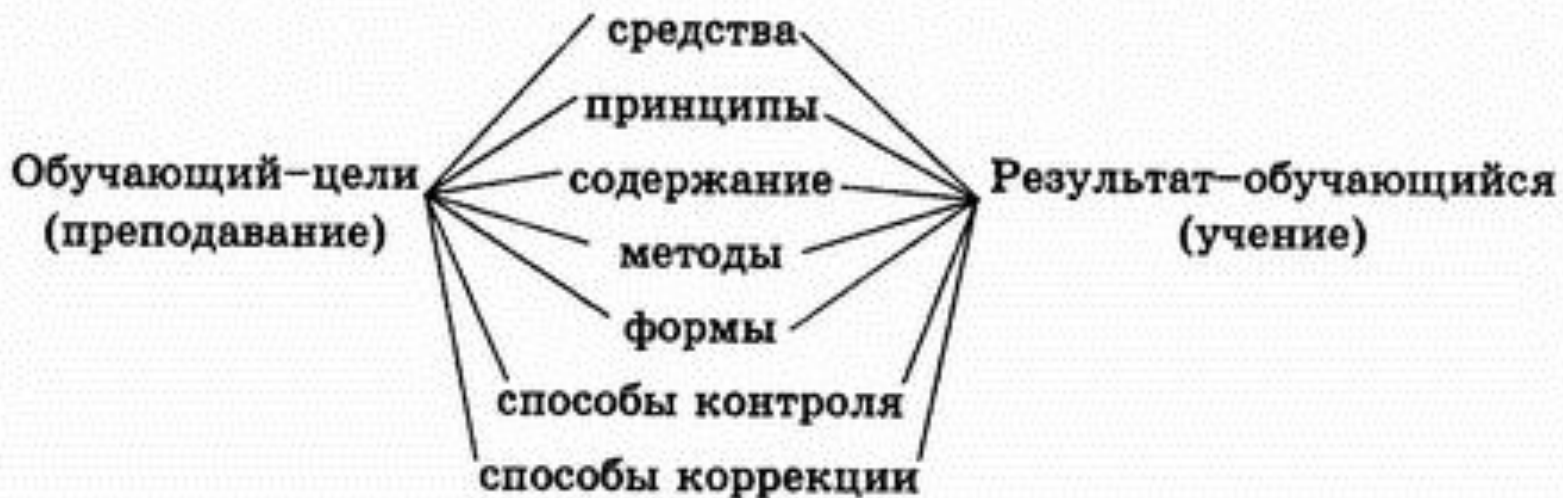 средства
принципы
Обучающий–цели
(преподавание)
содержание
Результат–обучающийся
(учение)
методы
формы
способы контроля
способы коррекции